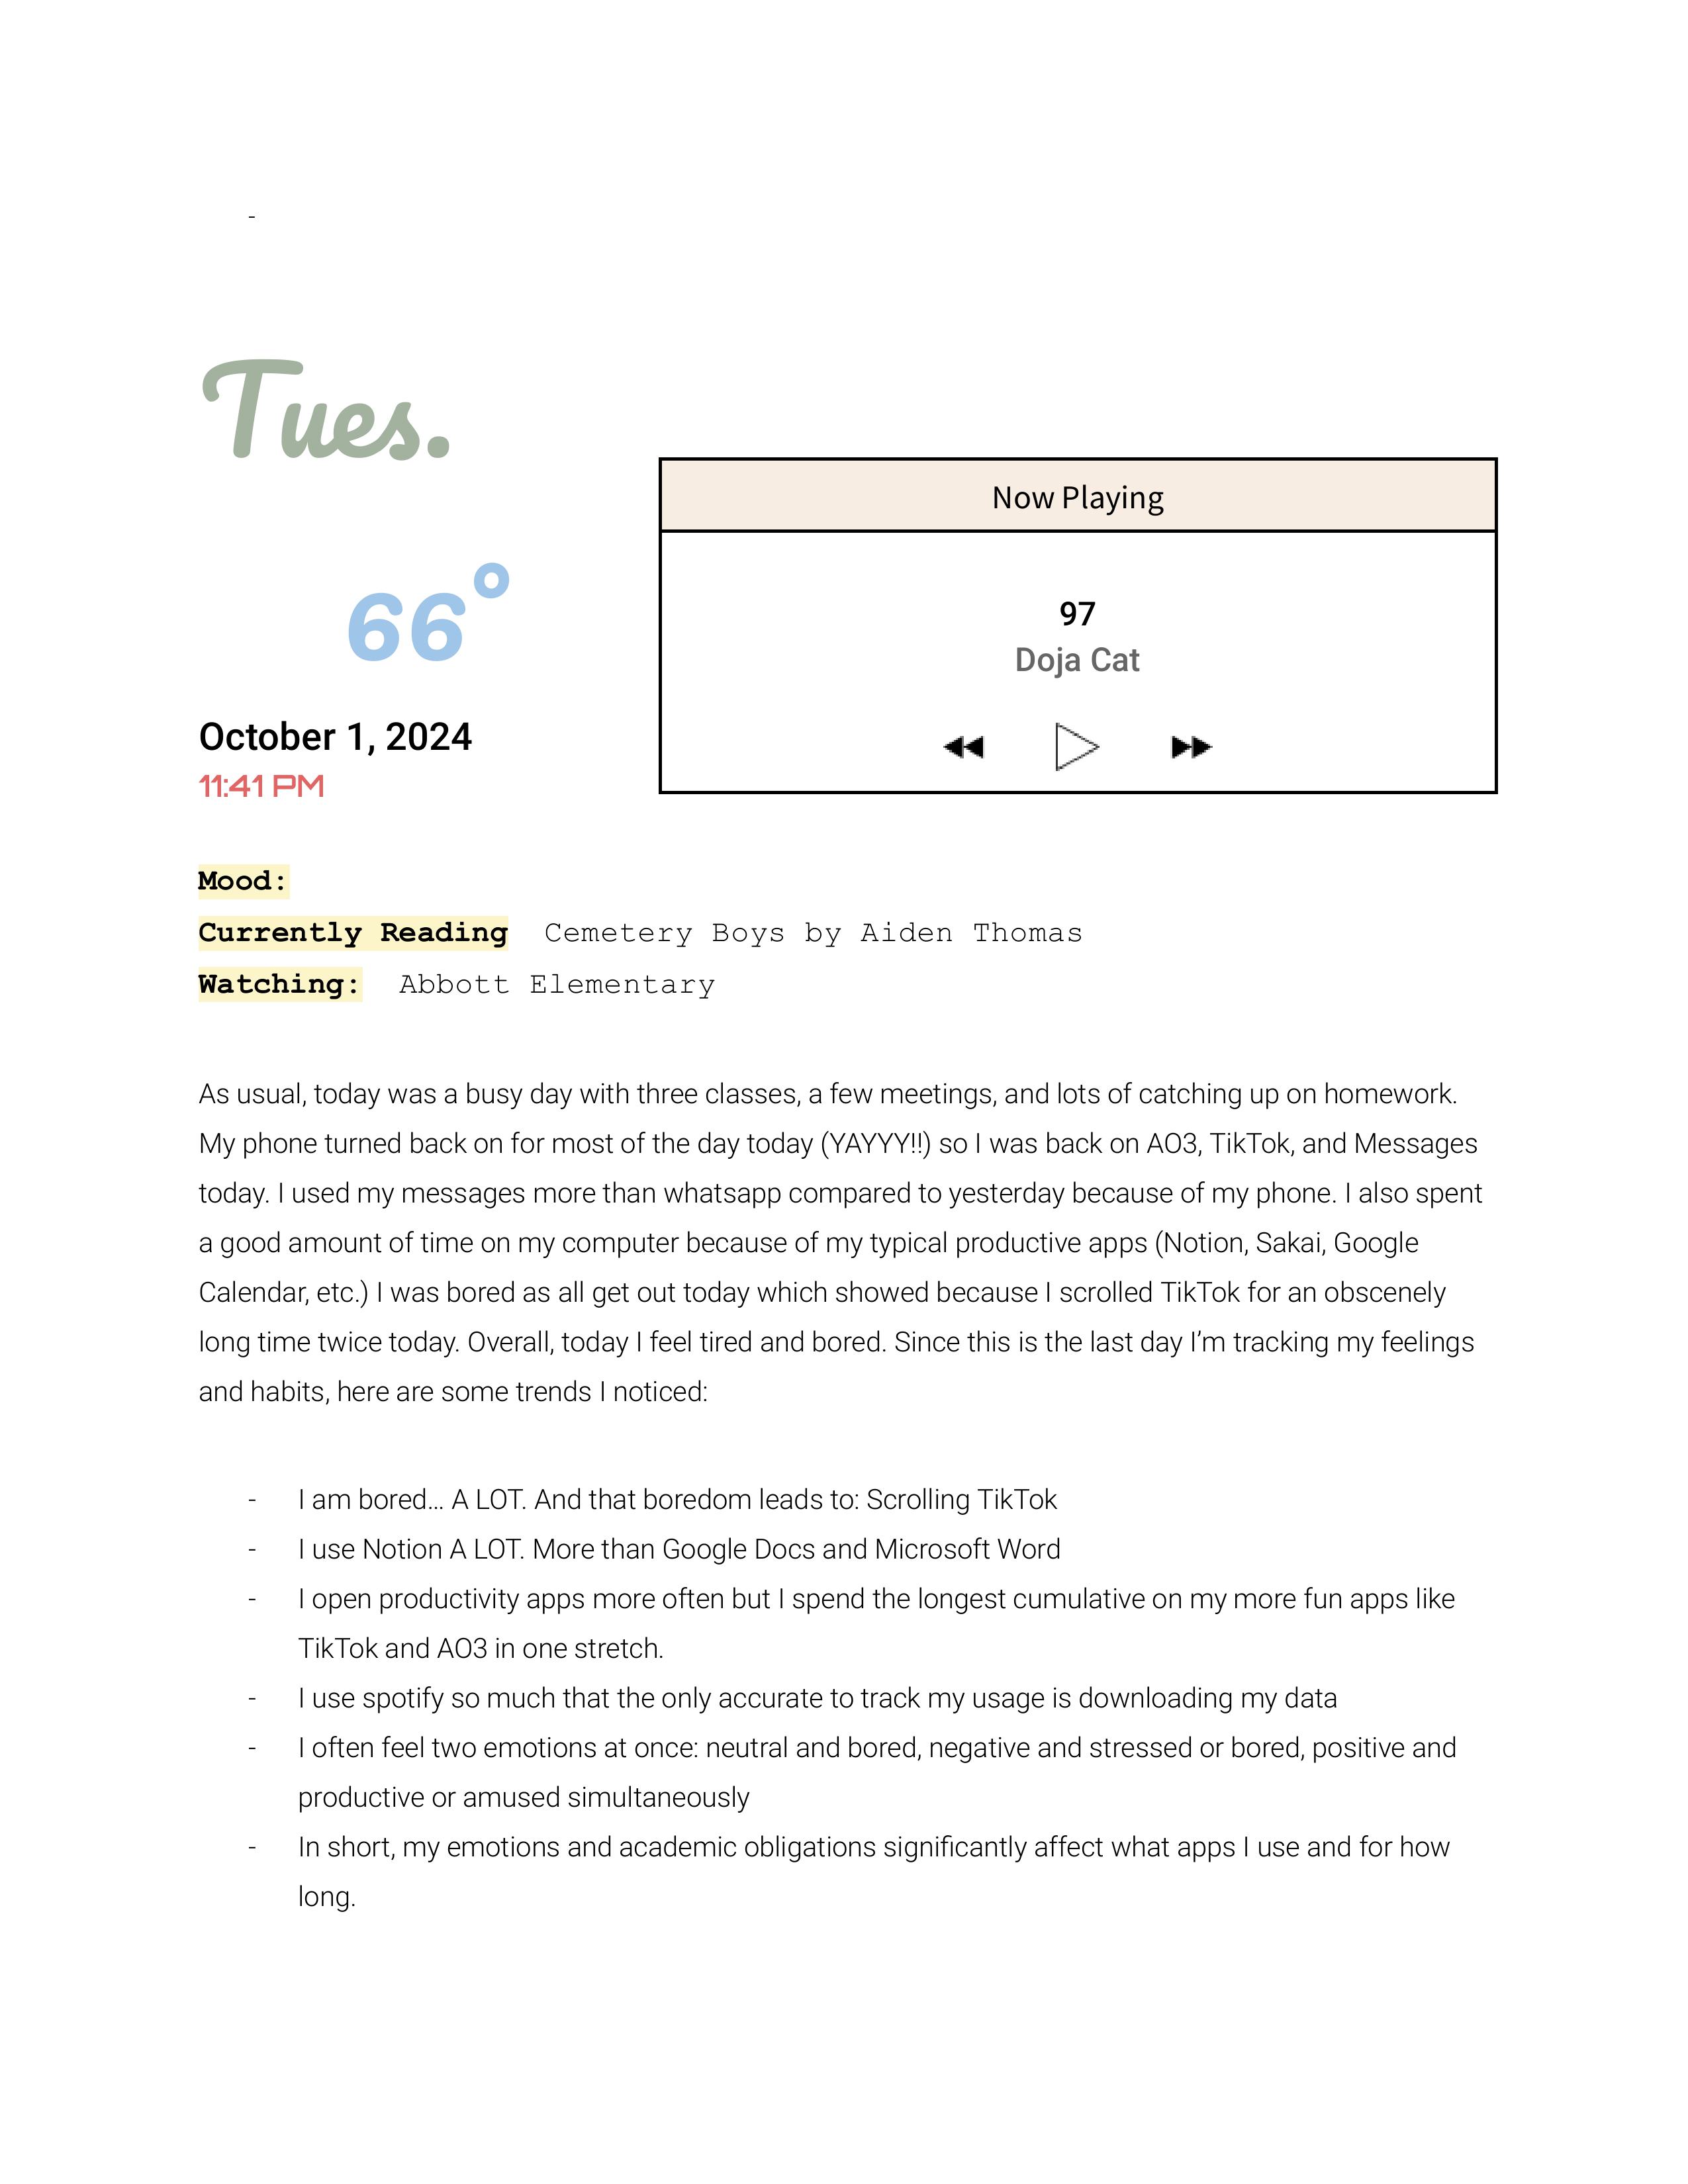 -
Tues.
66°
October 1, 2024
11:41 PM
Now Playing
97
Doja Cat
Mood:
Currently Reading  Cemetery Boys by Aiden Thomas
Watching:  Abbott Elementary
As usual, today was a busy day with three classes, a few meetings, and lots of catching up on homework.
My phone turned back on for most of the day today (YAYYY!!) so I was back on AO3, TikTok, and Messages
today. I used my messages more than whatsapp compared to yesterday because of my phone. I also spent
a good amount of time on my computer because of my typical productive apps (Notion, Sakai, Google
Calendar, etc.) I was bored as all get out today which showed because I scrolled TikTok for an obscenely
long time twice today. Overall, today I feel tired and bored. Since this is the last day I’m tracking my feelings
and habits, here are some trends I noticed:
- I am bored... A LOT. And that boredom leads to: Scrolling TikTok
- I use Notion A LOT. More than Google Docs and Microsoft Word
- I open productivity apps more often but I spend the longest cumulative on my more fun apps like
TikTok and AO3 in one stretch.
- I use spotify so much that the only accurate to track my usage is downloading my data
- I often feel two emotions at once: neutral and bored, negative and stressed or bored, positive and
productive or amused simultaneously
- In short, my emotions and academic obligations significantly affect what apps I use and for how
long.